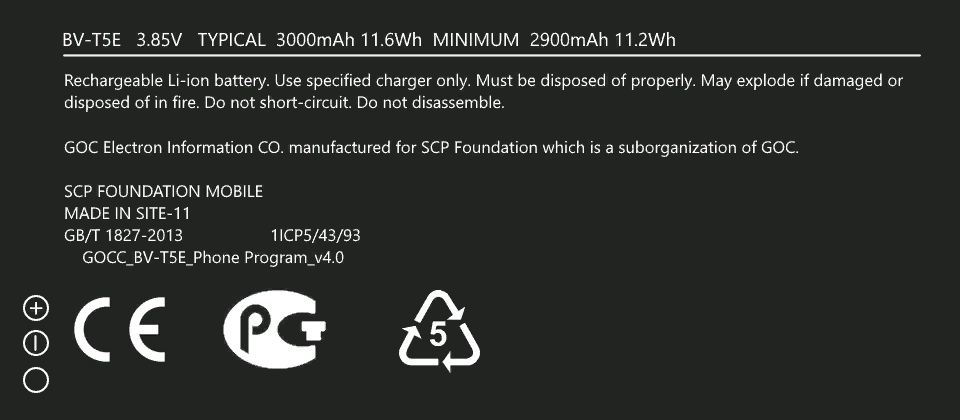 BV-T5E 3.85V TYPICAL 3000mAh 11.6Wh MINIMUM 2900mAh 11.2Wh
Rechargeable Li-ion battery. Use specified charger only. Must be disposed of properly. May explode if damaged or
disposed of in fire. Do not short-circuit. Do not disassemble.
GOC Electron Information CO. manufactured for SCP Foundation which is a suborganization of GOC.
SCP FOUNDATION MOBILE
MADE IN SITE-11
GB/T 1827-2013 1ICP5/43/93
GOCC_BV-T5E_Phone Program_v4.0
CE PCT 5